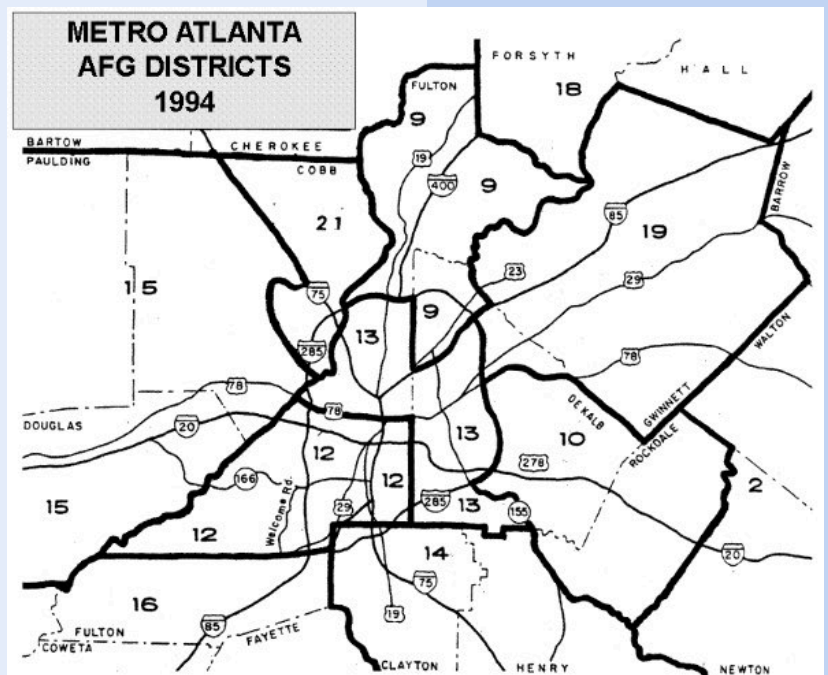 METRO ATLANTA
AFG DISTRICTS
1994
FORSYTH
HALL
FULTON
18
9
BARTOW
CHEROKEE
PAULDING
COBB
19
400
9
BARROW
21
85
19
23
29
15
75
9
13
285
WALTON
78
78
78
DE KALB
GWINNETT
DOUGLAS
20
13
10
ROCKDALE
12
278
166
12
2
15
Welcome Rd.
29
285
13
155
12
14
20
75
16
19
85
FULTON
FAYETTE
COWETA
CLAYTON
HENRY
NEWTON